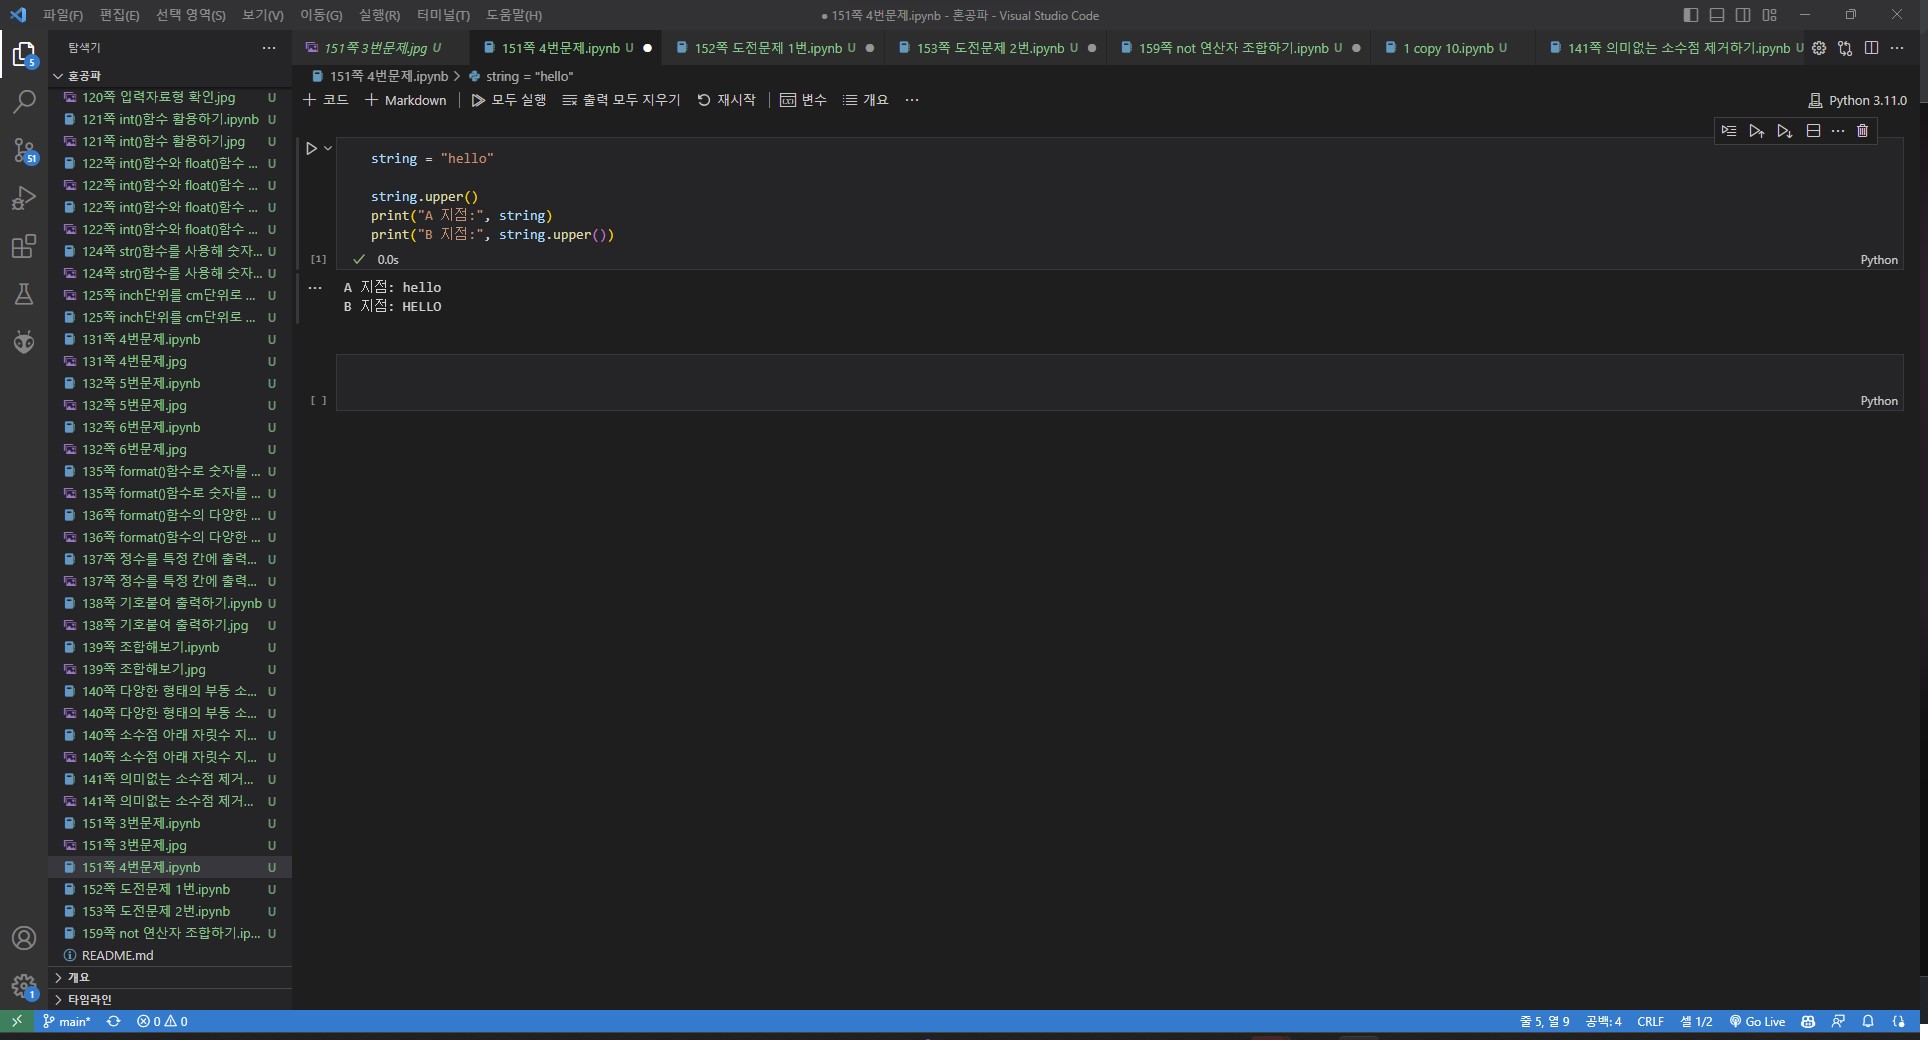 파일(F) 편집(E) 선택 영역(S) 보기(V) 이동(G) 실행(R) 터미널(T) 도움말(H)
● 151쪽 4번문제.ipynb - 혼공파 - Visual Studio Code
탐색기 ···
151쪽 3번문제.jpg U
151쪽 4번문제.ipynb U ●
152쪽 도전문제 1번.ipynb U ●
153쪽 도전문제 2번.ipynb U ●
159쪽 not 연산자 조합하기.ipynb U ●
1 copy 10.ipynb U
141쪽 의미없는 소수점 제거하기.ipynb U
151쪽 4번문제.ipynb > string = "hello"
+ 코드 + Markdown 모두 실행 출력 모두 지우기 재시작 변수 개요 ···
Python 3.11.0
혼공파
120쪽 입력자료형 확인.jpg U
121쪽 int()함수 활용하기.ipynb U
121쪽 int()함수 활용하기.jpg U
122쪽 int()함수와 float()함수 ... U
122쪽 int()함수와 float()함수 ... U
122쪽 int()함수와 float()함수 ... U
122쪽 int()함수와 float()함수 ... U
124쪽 str()함수를 사용해 숫자... U
124쪽 str()함수를 사용해 숫자... U
125쪽 inch단위를 cm단위로 ... U
125쪽 inch단위를 cm단위로 ... U
131쪽 4번문제.ipynb U
131쪽 4번문제.jpg U
132쪽 5번문제.ipynb U
132쪽 5번문제.jpg U
132쪽 6번문제.ipynb U
132쪽 6번문제.jpg U
135쪽 format()함수로 숫자를 ... U
135쪽 format()함수로 숫자를 ... U
136쪽 format()함수의 다양한 ... U
136쪽 format()함수의 다양한 ... U
137쪽 정수를 특정 칸에 출력... U
137쪽 정수를 특정 칸에 출력... U
138쪽 기호붙여 출력하기.ipynb U
138쪽 기호붙여 출력하기.jpg U
139쪽 조합해보기.ipynb U
139쪽 조합해보기.jpg U
140쪽 다양한 형태의 부동 소... U
140쪽 다양한 형태의 부동 소... U
140쪽 소수점 아래 자릿수 지... U
140쪽 소수점 아래 자릿수 지... U
141쪽 의미없는 소수점 제거... U
141쪽 의미없는 소수점 제거... U
151쪽 3번문제.ipynb U
151쪽 3번문제.jpg U
151쪽 4번문제.ipynb U
152쪽 도전문제 1번.ipynb U
153쪽 도전문제 2번.ipynb U
159쪽 not 연산자 조합하기.ip... U
README.md
개요
타임라인
5
51
1
string = "hello"
string.upper()
print("A 지점:", string)
print("B 지점:", string.upper())
[1] ✓ 0.0s
Python
··· A 지점: hello
B 지점: HELLO
[ ]
Python
main* 0 0
줄 5, 열 9 공백: 4 CRLF 셀 1/2 Go Live